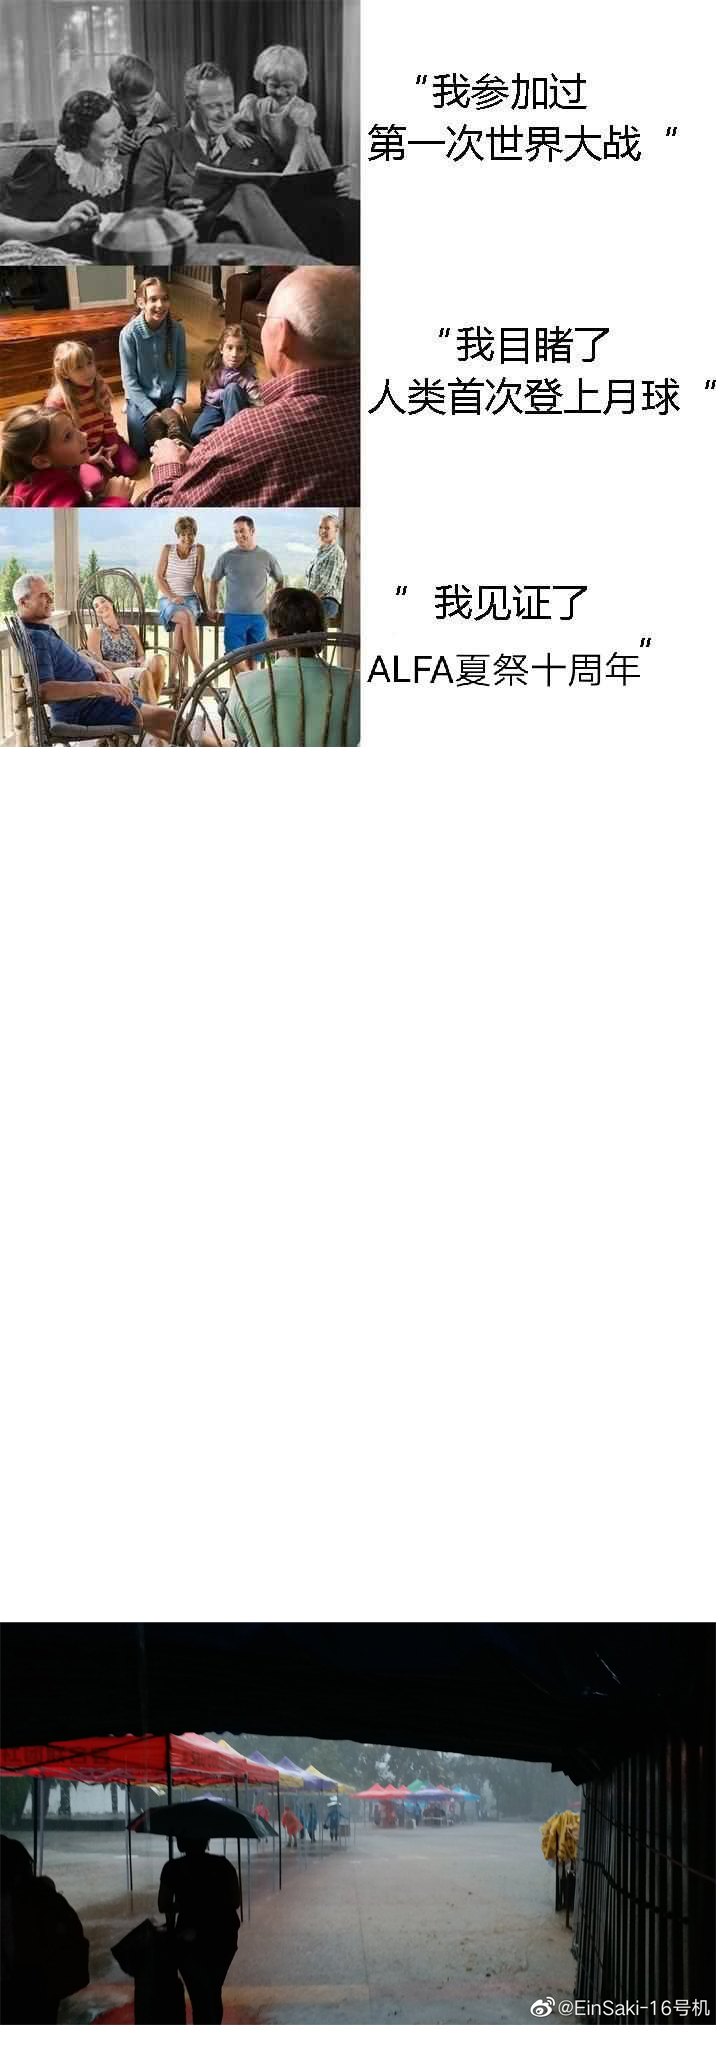 “我参加过
第一次世界大战“
“我目睹了
人类首次登上月球“
” 我见证了
ALFA夏祭十周年”
@EinSaki-16号机